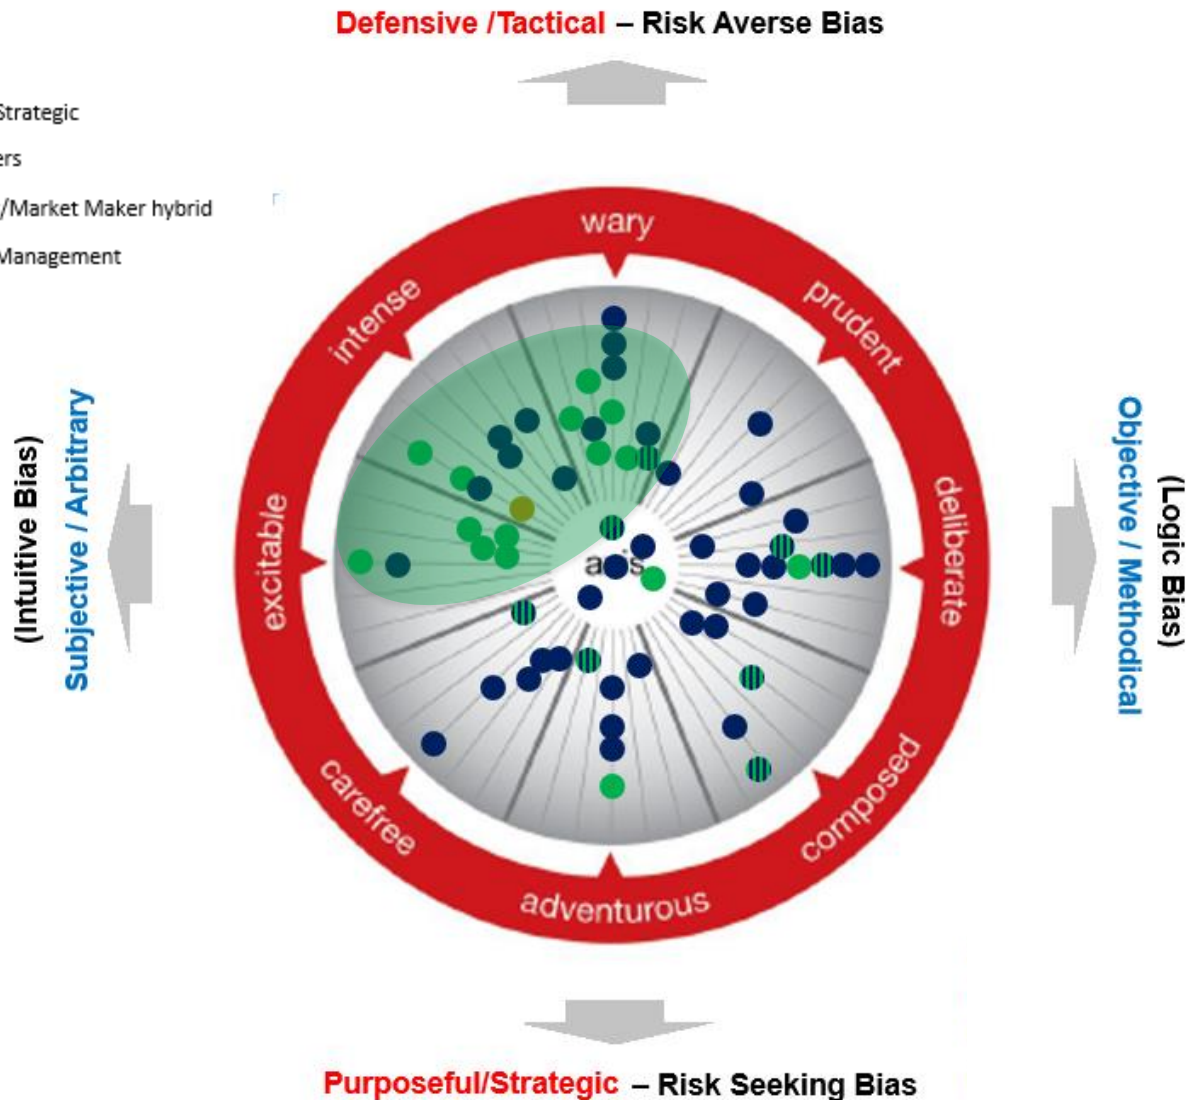 Defensive /Tactical – Risk Averse Bias
Strategic
ers
/Market Maker hybrid
Management
wary
intense
prudent
(Intuitive Bias)
Subjective / Arbitrary
excitable
axis
deliberate
Objective / Methodical
(Logic Bias)
carefree
composed
adventurous
Purposeful/Strategic – Risk Seeking Bias